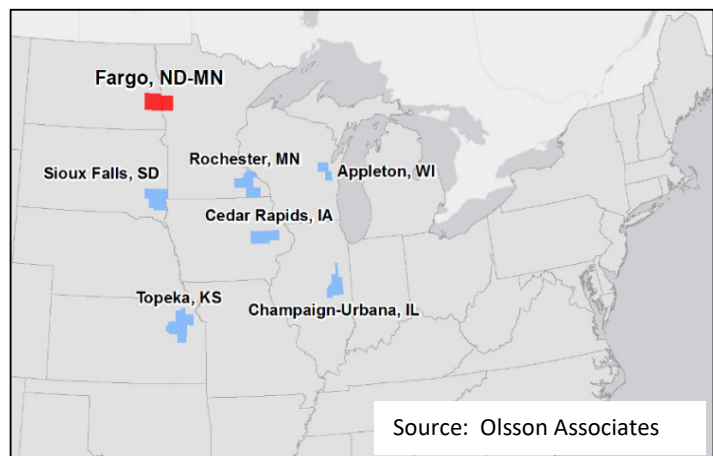 Fargo, ND-MN
Rochester, MN
Sioux Falls, SD
Appleton, WI
Cedar Rapids, IA
Topeka, KS
Champaign-Urbana, IL
Source: Olsson Associates